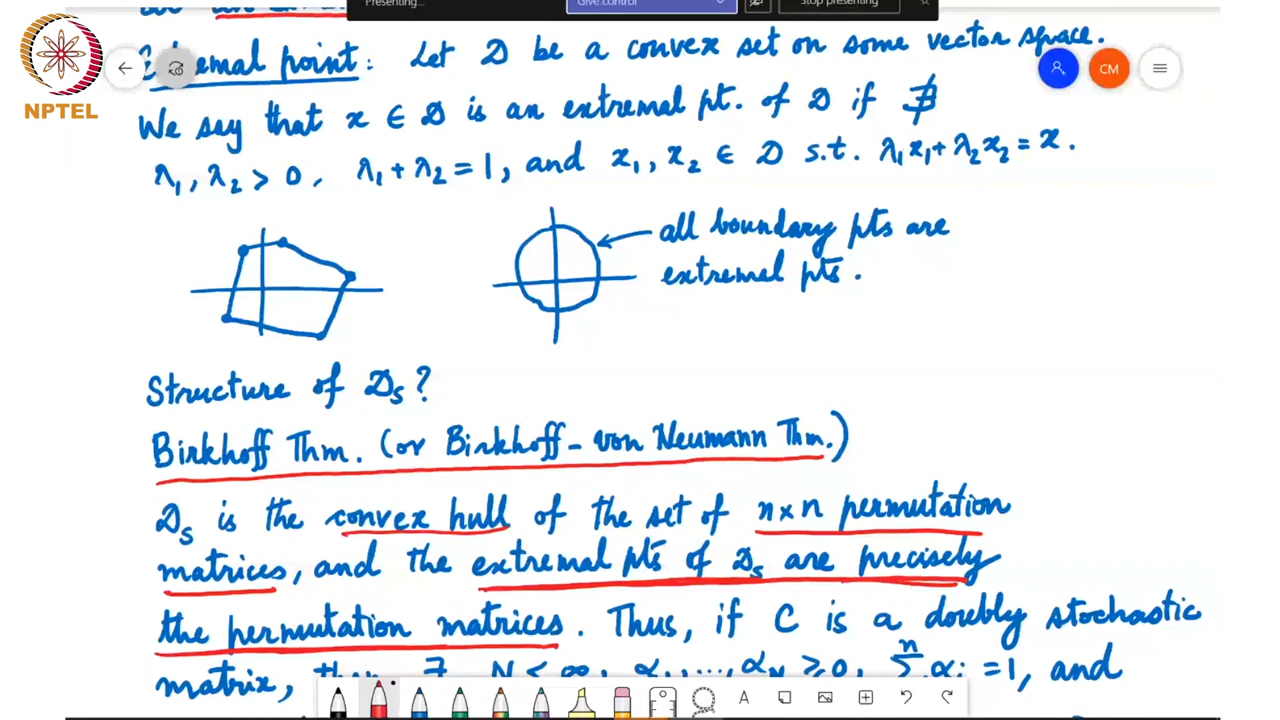 Presenting...
Give control
Stop presenting
Extremal point: Let D be a convex set on some vector space.
CM
NPTEL
We say that x ∈ D is an extremal pt. of D if ∄
λ₁, λ₂ > 0, λ₁ + λ₂ = 1, and x₁, x₂ ∈ D s.t. λ₁x₁ + λ₂x₂ = x.
all boundary pts are
extremal pts.
Structure of Dₛ?
Birkhoff Thm. (or Birkhoff - von Neumann Thm.)
Dₛ is the convex hull of the set of n×n permutation
matrices, and the extremal pts of Dₛ are precisely
the permutation matrices. Thus, if C is a doubly stochastic
matrix, then ∃ N < ∞, α₁,...,α_N ≥ 0, Σⁿ αᵢ = 1, and
A